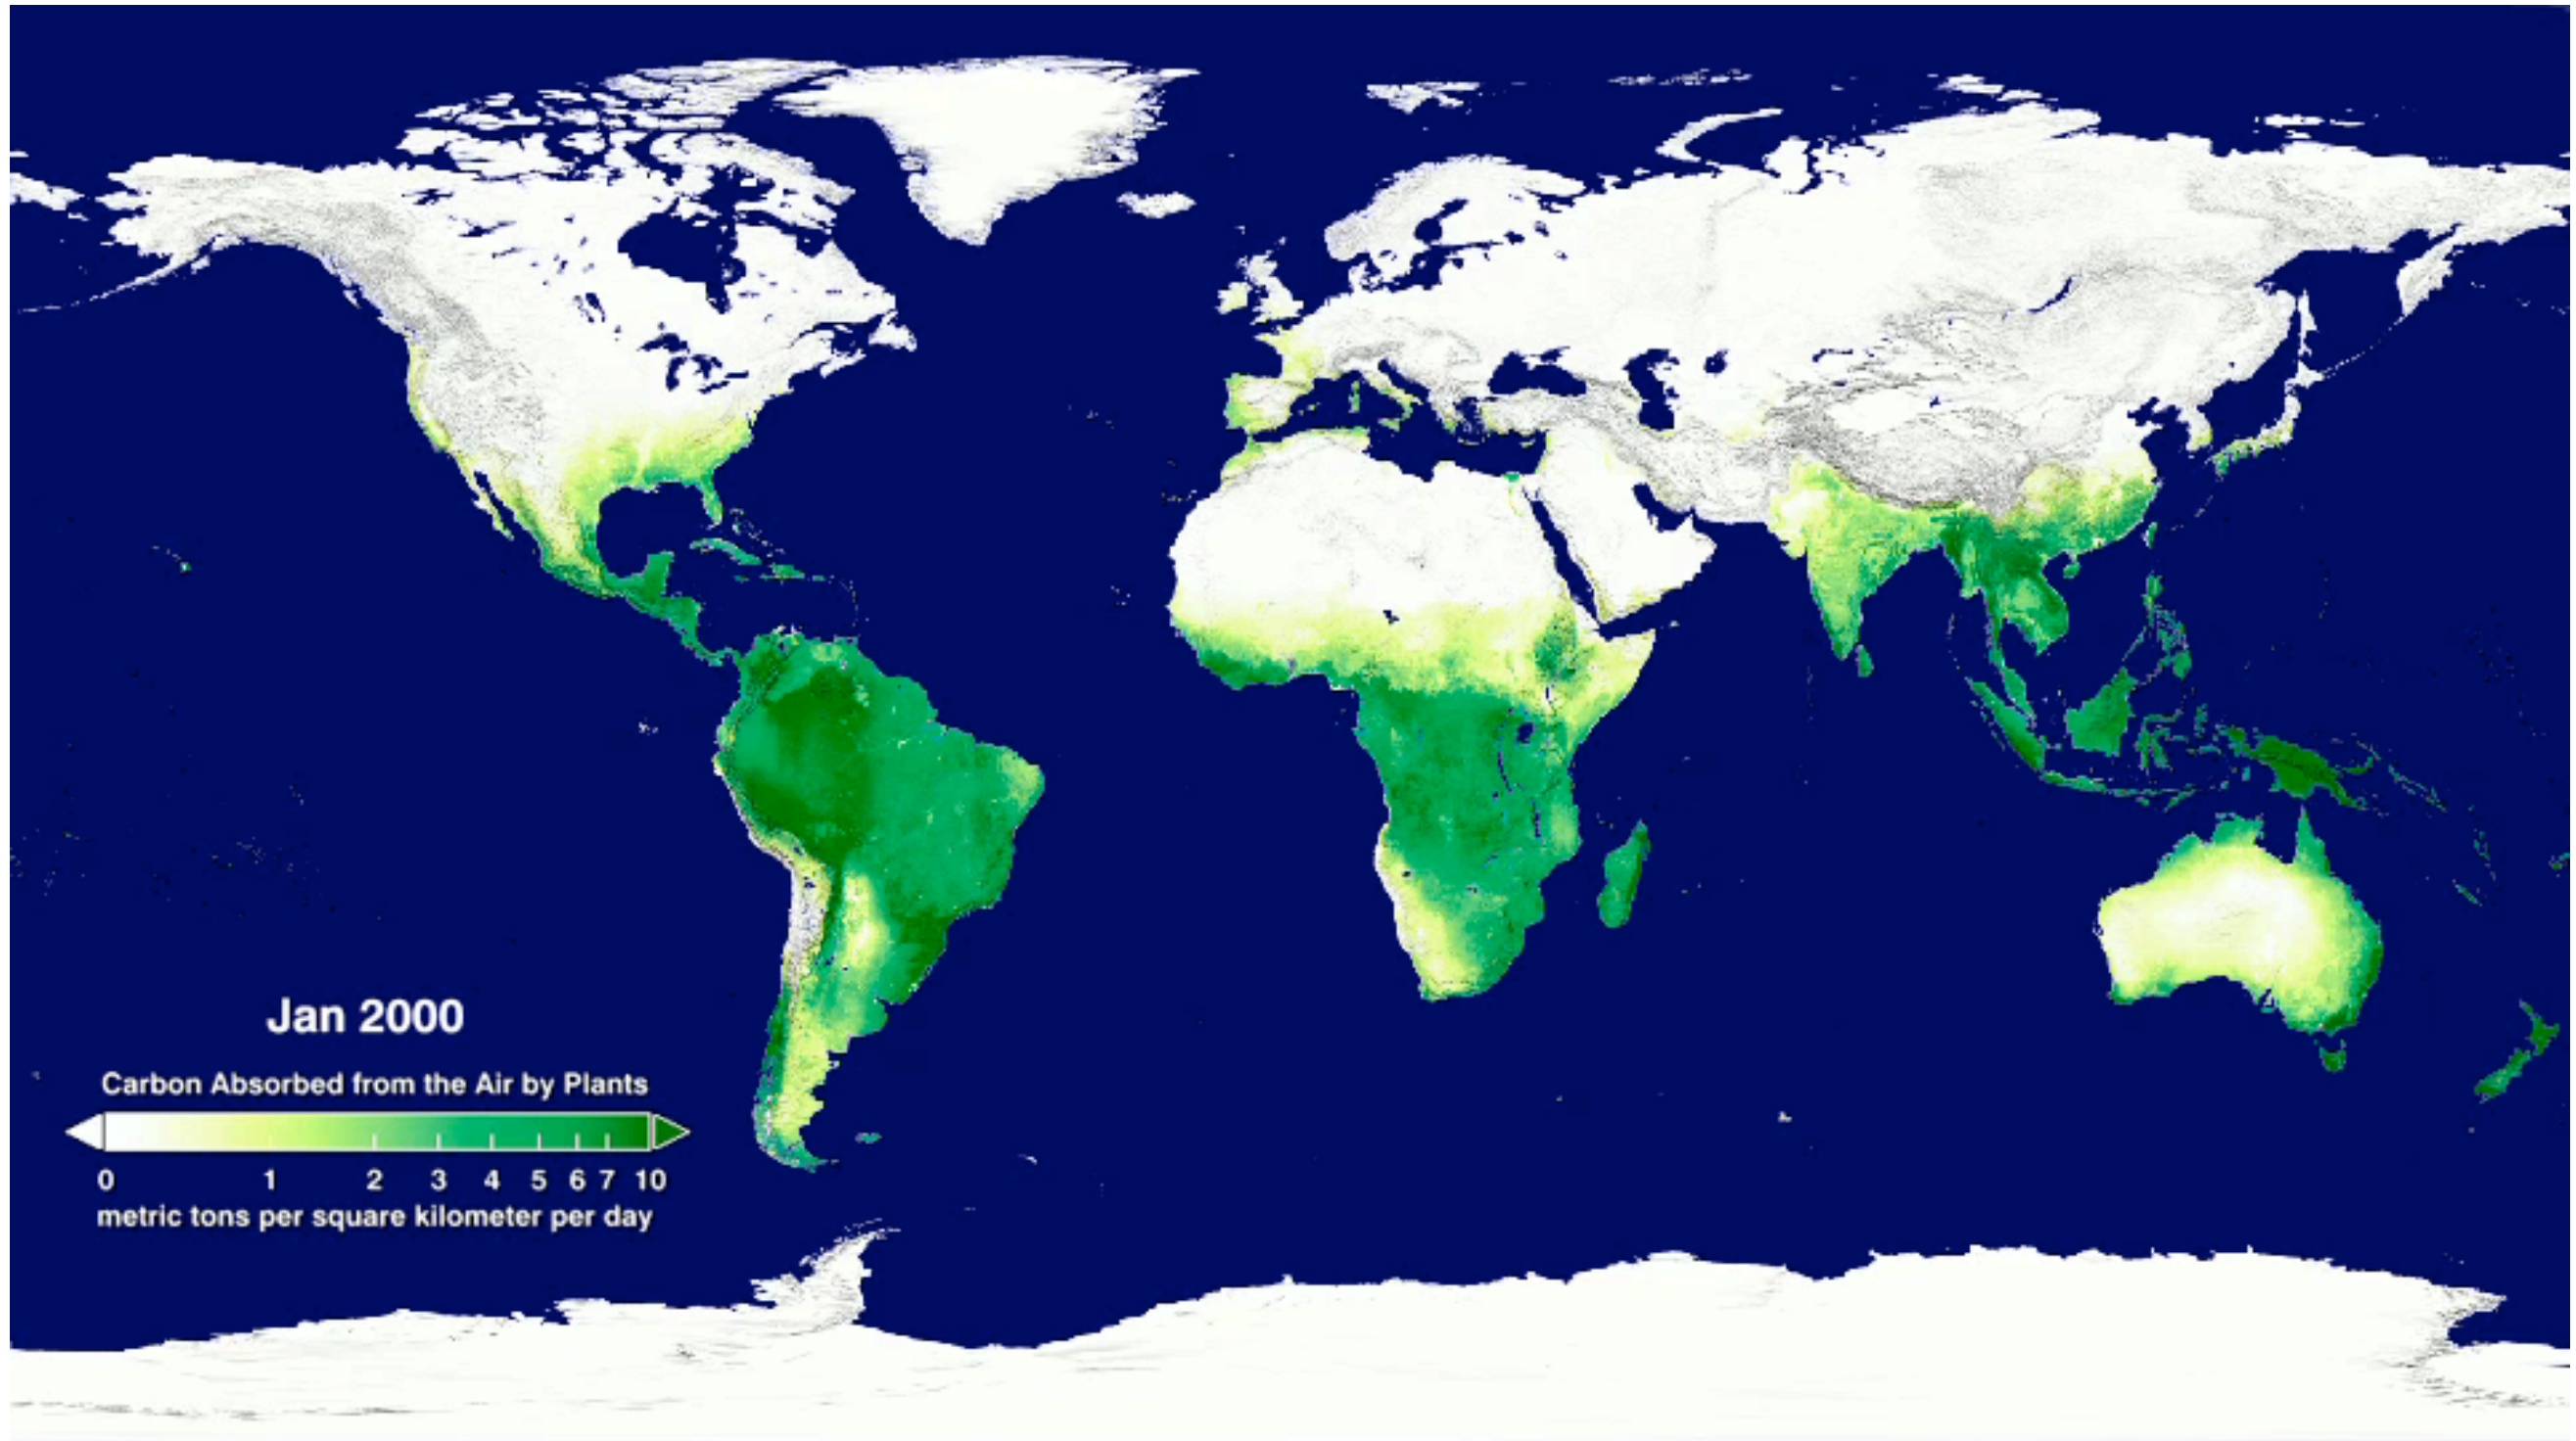 Jan 2000
Carbon Absorbed from the Air by Plants
0 1 2 3 4 5 6 7 10
metric tons per square kilometer per day